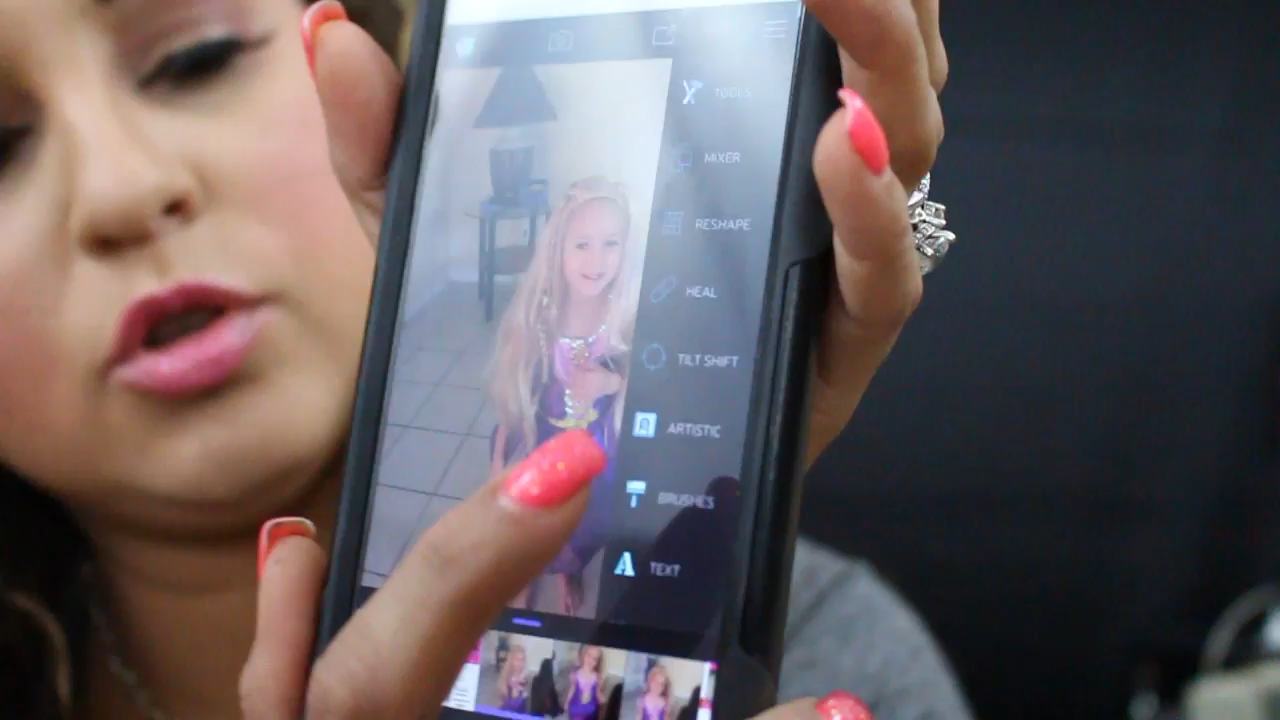 TOOLS
MIXER
RESHAPE
HEAL
TILT SHIFT
ARTISTIC
BRUSHES
A TEXT